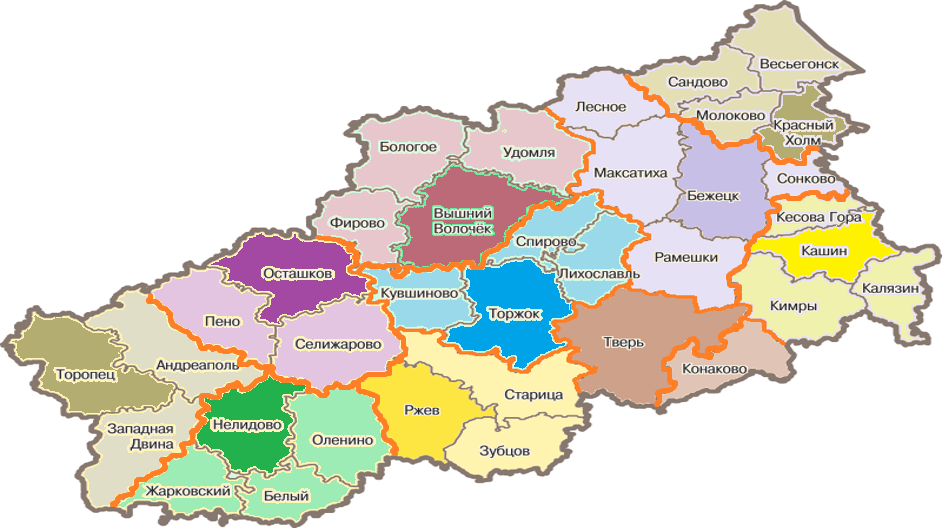 Весьегонск
Сандово
Лесное
Молоково
Красный
Холм
Бологое
Удомля
Максатиха
Сонково
Бежецк
Вышний
Волочёк
Фирово
Кесова Гора
Спирово
Кашин
Рамешки
Осташков
Лихославль
Калязин
Кувшиново
Кимры
Торжок
Пено
Селижарово
Тверь
Андреаполь
Конаково
Торопец
Старица
Ржев
Нелидово
Западная
Двина
Оленино
Зубцов
Жарковский
Белый